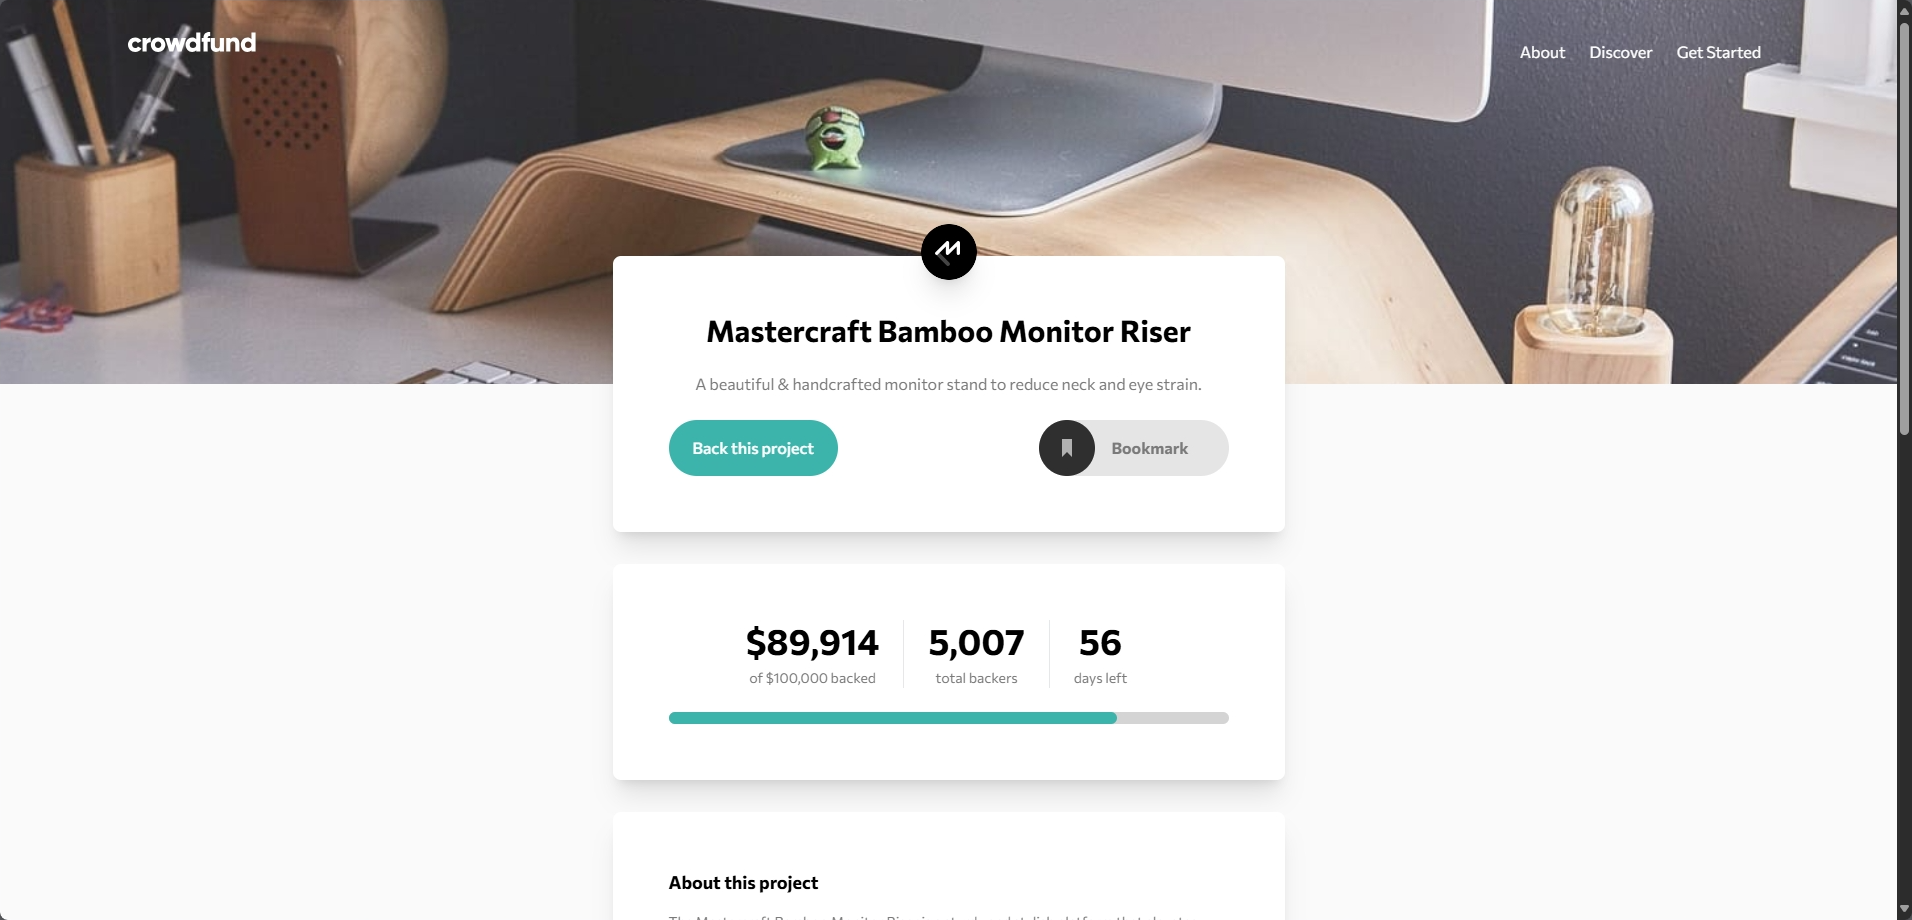 crowdfund
About Discover Get Started
Mastercraft Bamboo Monitor Riser
A beautiful & handcrafted monitor stand to reduce neck and eye strain.
Back this project
Bookmark
$89,914
of $100,000 backed
5,007
total backers
56
days left
About this project